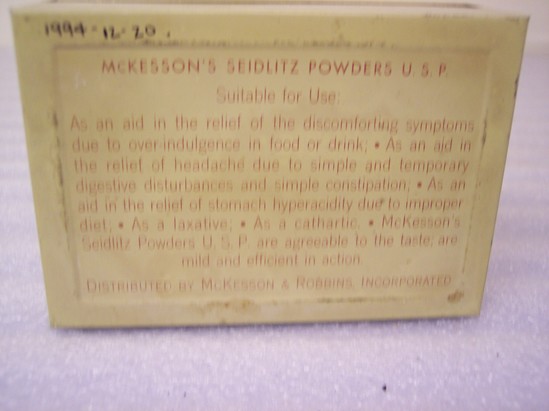 1994-12-20.
McKESSON'S SEIDLITZ POWDERS U. S. P.
Suitable for Use:
As an aid in the relief of the discomforting symptoms
due to over-indulgence in food or drink; • As an aid in
the relief of headache due to simple and temporary
digestive disturbances and simple constipation; • As an
aid in the relief of stomach hyperacidity due to improper
diet; • As a laxative; • As a cathartic. • McKesson's
Seidlitz Powders U. S. P. are agreeable to the taste; are
mild and efficient in action.
DISTRIBUTED BY McKESSON & ROBBINS, INCORPORATED